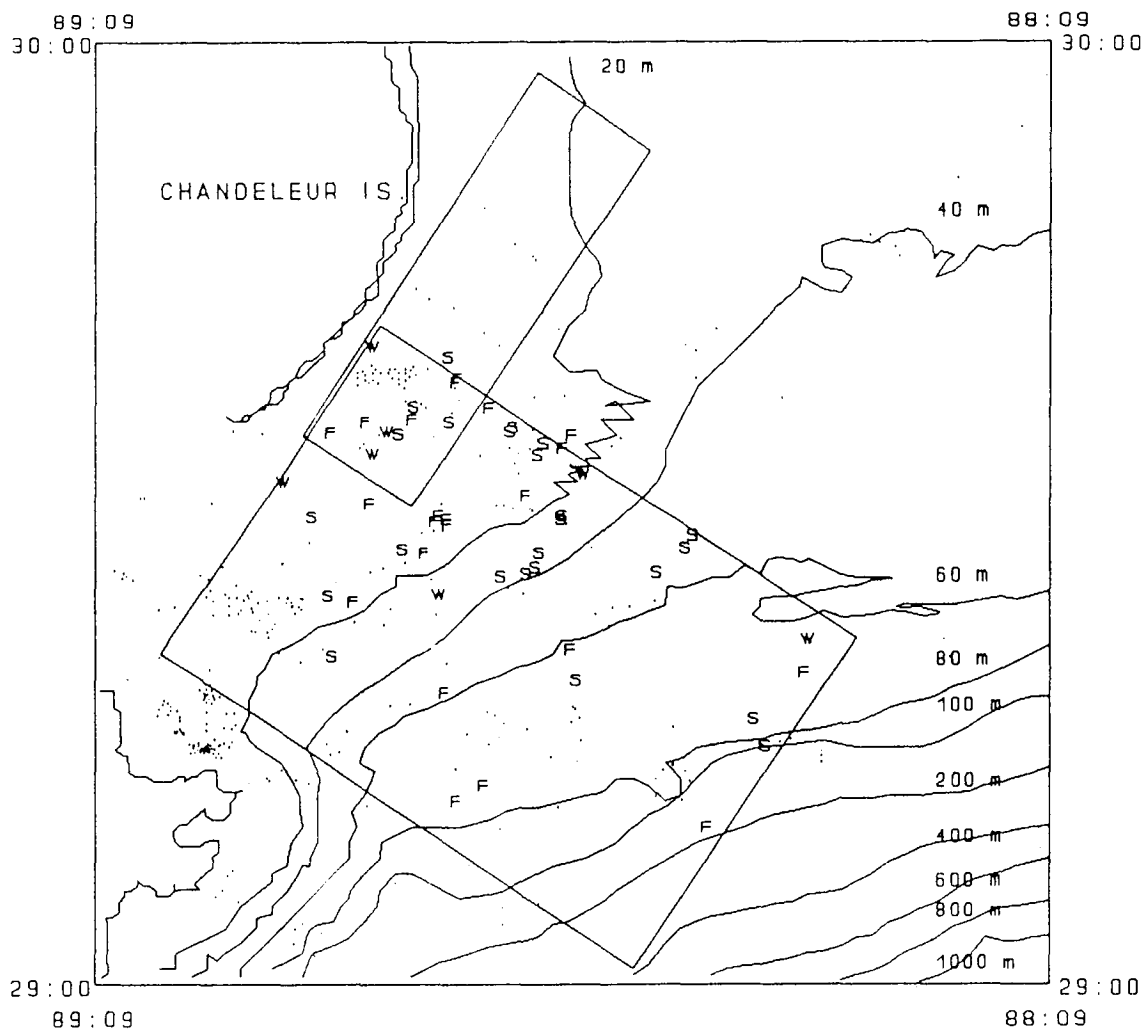 89:09 88:09
30:00 30:00
20 m
CHANDELEUR IS.
40 m
W
S
F
S F
F F S
F W S S F
S F
W S
W W
S
F
S F F S S
F S
S F S
S S S S
S F W
W
S F
F S
F S
S
F
F
F
60 m
80 m
100 m
200 m
400 m
600 m
800 m
1000 m
29:00 29:00
89:09 88:09